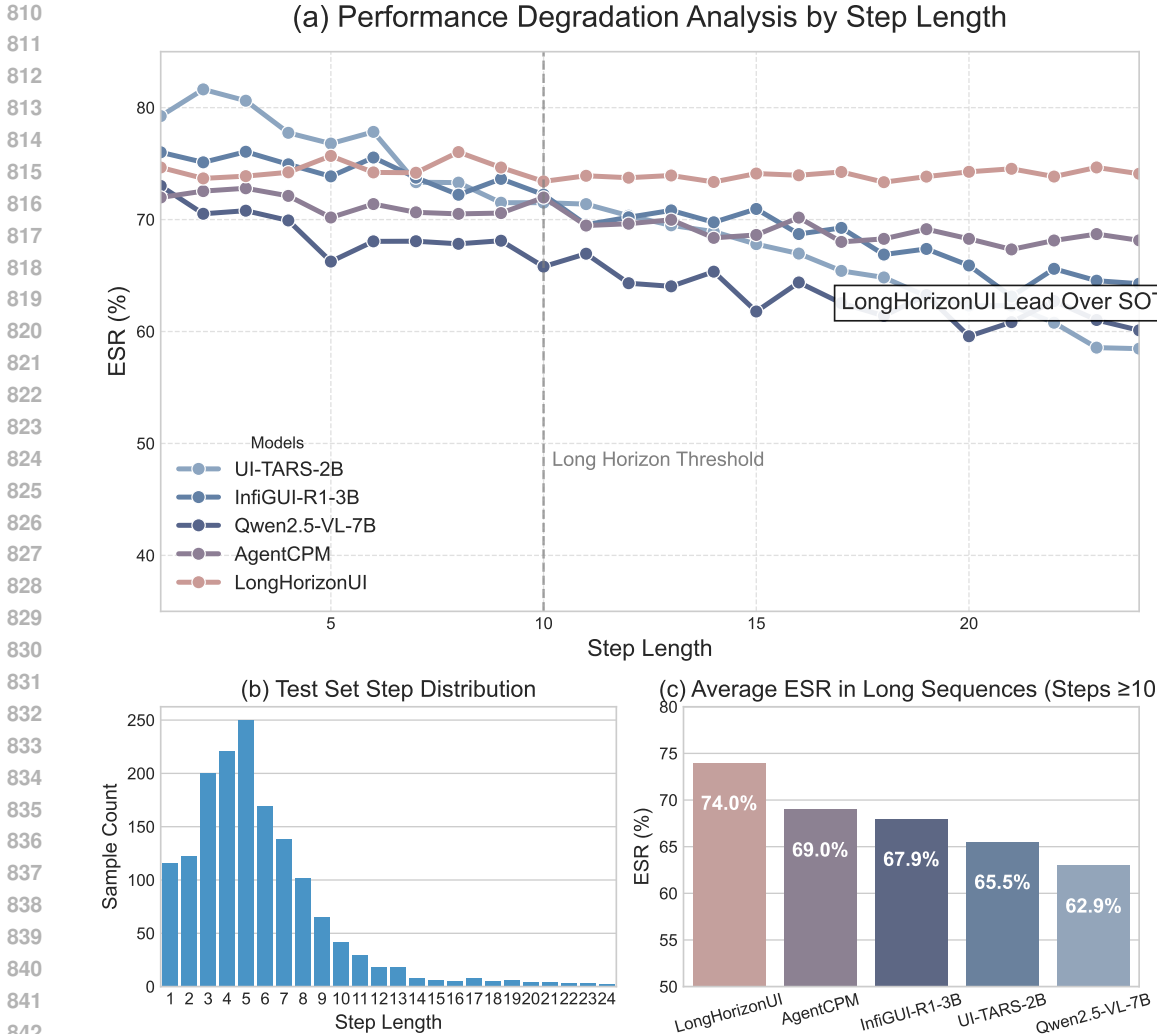 810
811
812
813
814
815
816
817
818
819
820
821
822
823
824
825
826
827
828
829
830
831
832
833
834
835
836
837
838
839
840
841
842
(a) Performance Degradation Analysis by Step Length
ESR (%)
80
70
60
50
40
LongHorizonUI Lead Over SOT
Long Horizon Threshold
Models
UI-TARS-2B
InfiGUI-R1-3B
Qwen2.5-VL-7B
AgentCPM
LongHorizonUI
5 10 15 20
Step Length
(b) Test Set Step Distribution
Sample Count
250
200
150
100
50
0
1 2 3 4 5 6 7 8 9 10 11 12 13 14 15 16 17 18 19 20 21 22 23 24
Step Length
(c) Average ESR in Long Sequences (Steps ≥10
ESR (%)
80
75
70
65
60
55
50
74.0%
69.0%
67.9%
65.5%
62.9%
LongHorizonUI
AgentCPM
InfiGUI-R1-3B
UI-TARS-2B
Qwen2.5-VL-7B